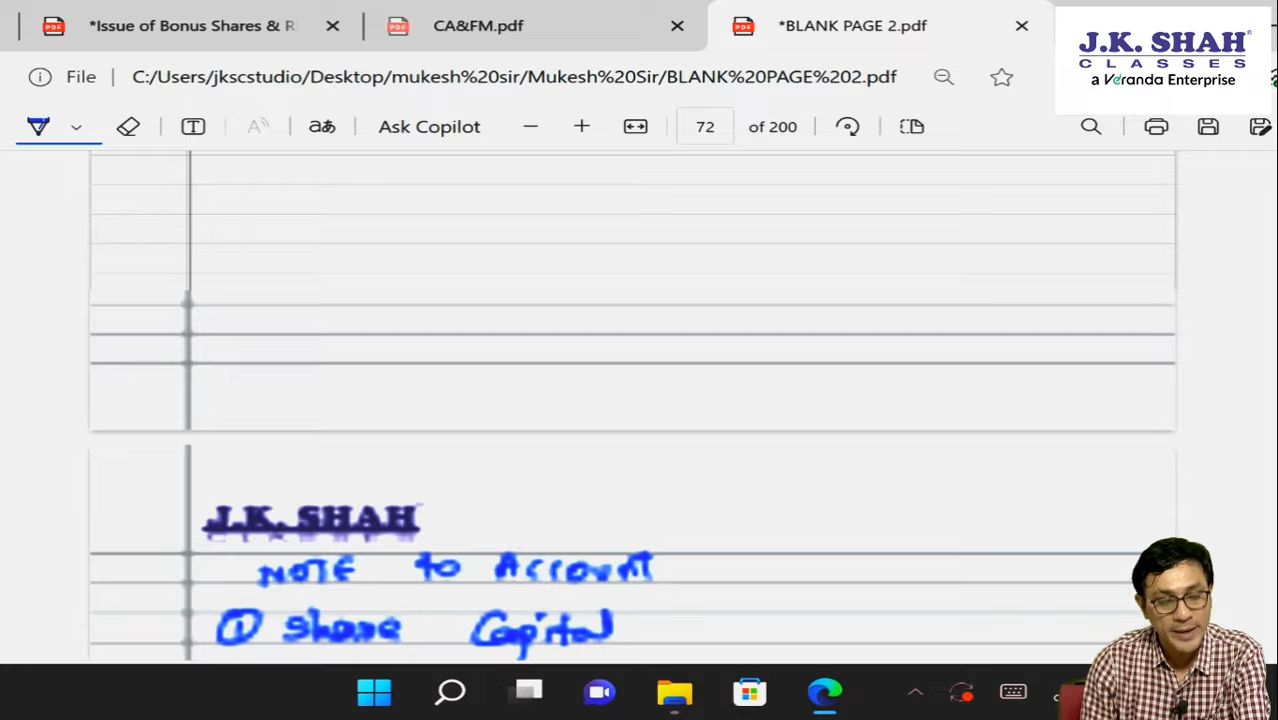 *Issue of Bonus Shares & Ri
CA&FM.pdf
*BLANK PAGE 2.pdf
J.K. SHAH®
CLASSES
a Veranda Enterprise
File
C:/Users/jkscstudio/Desktop/mukesh%20sir/Mukesh%20Sir/BLANK%20PAGE%202.pdf
Ask Copilot
72 of 200
J.K. SHAH
NOTE to Account
① Share Capital